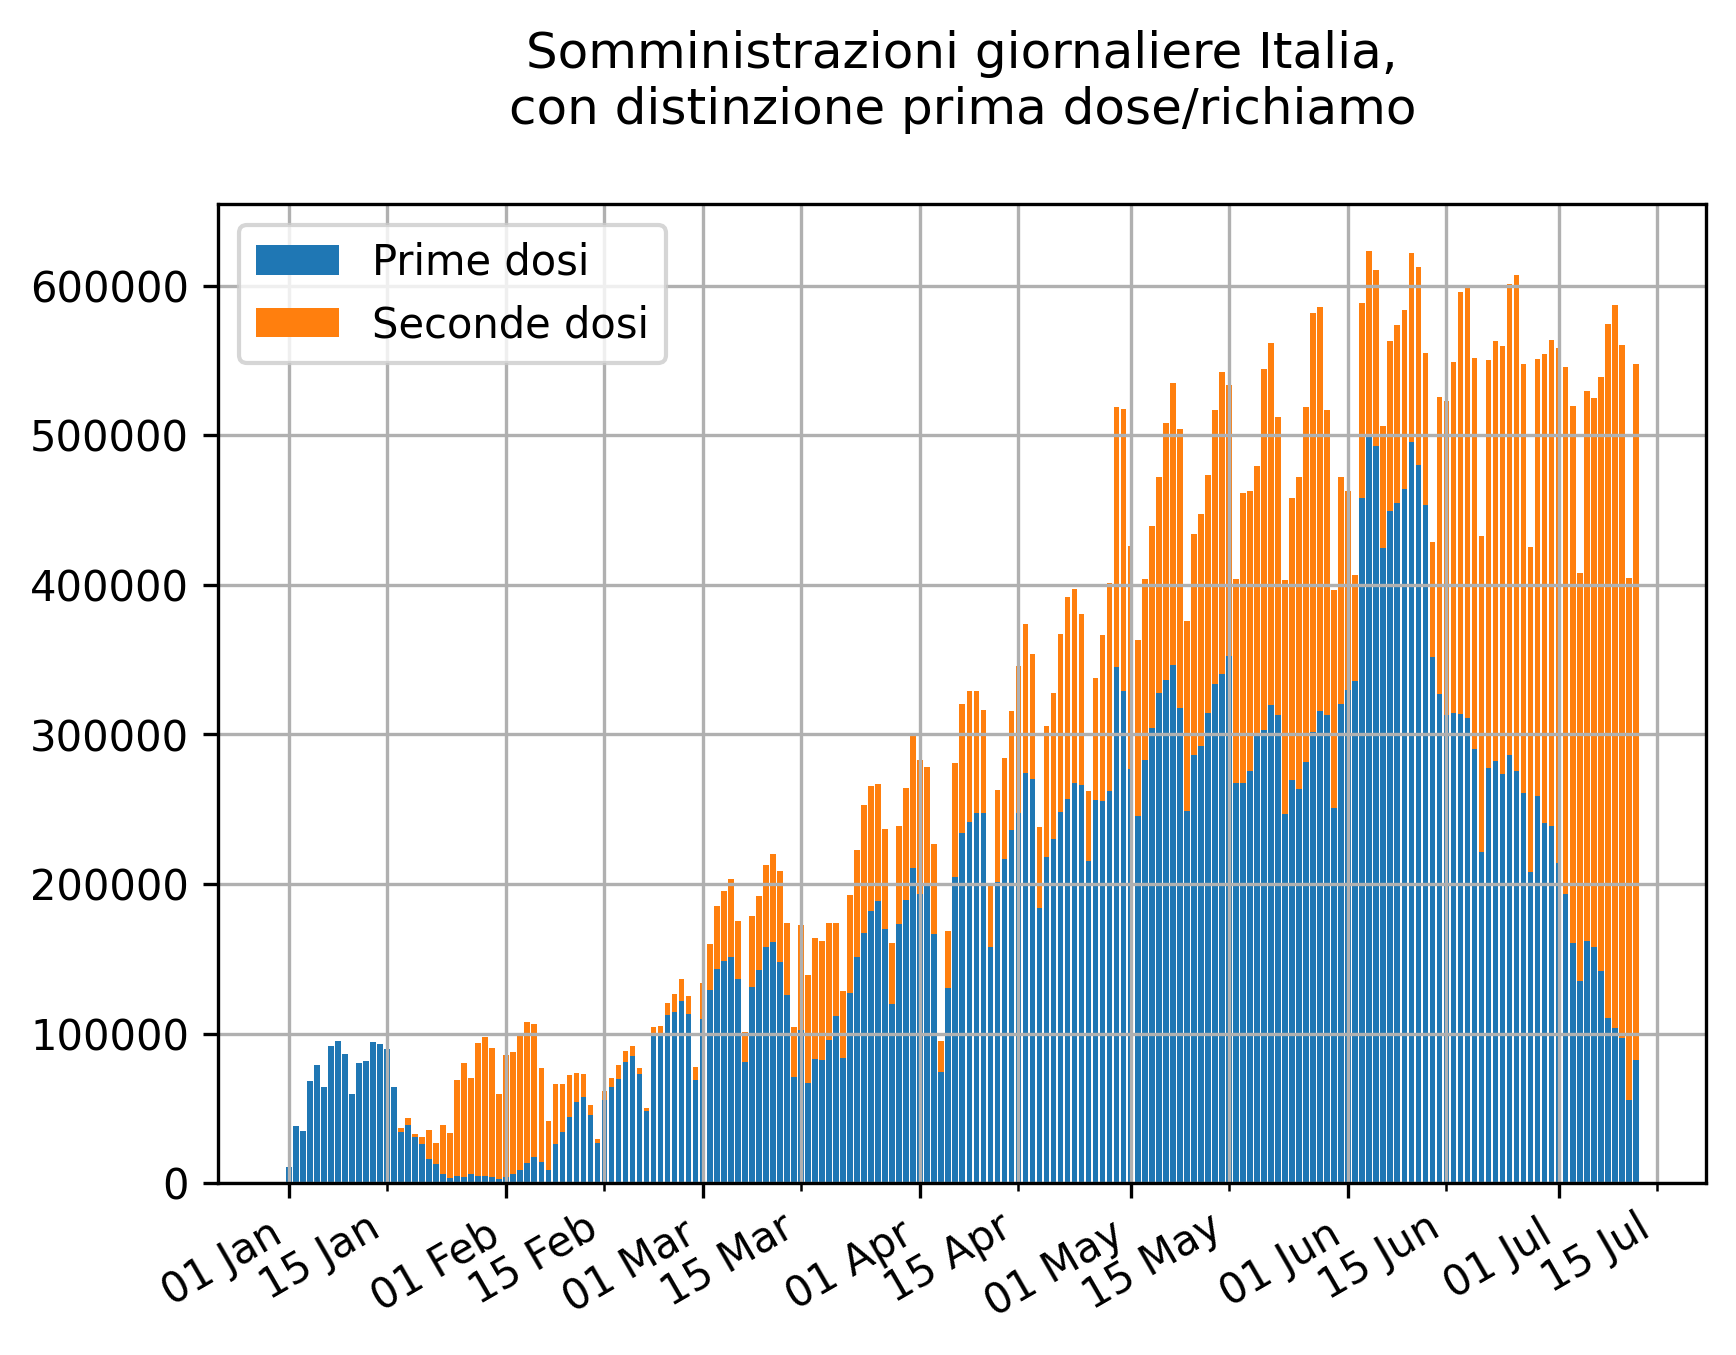 Somministrazioni giornaliere Italia,
con distinzione prima dose/richiamo
Prime dosi
Seconde dosi
600000
500000
400000
300000
200000
100000
0
01 Jan
15 Jan
01 Feb
15 Feb
01 Mar
15 Mar
01 Apr
15 Apr
01 May
15 May
01 Jun
15 Jun
01 Jul
15 Jul